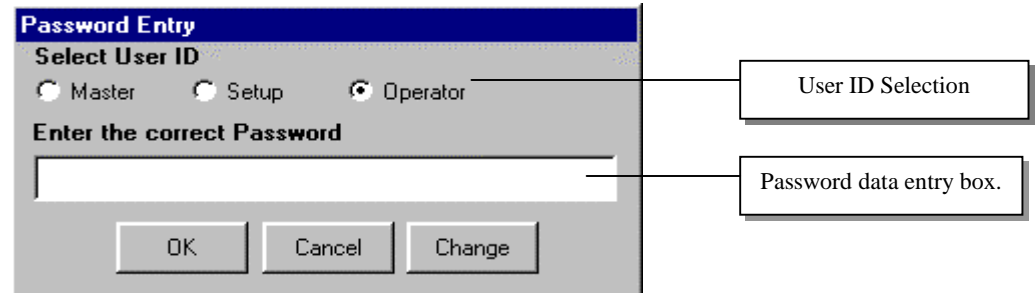 Password Entry
Select User ID
Master Setup Operator
User ID Selection
Enter the correct Password
Password data entry box.
OK Cancel Change